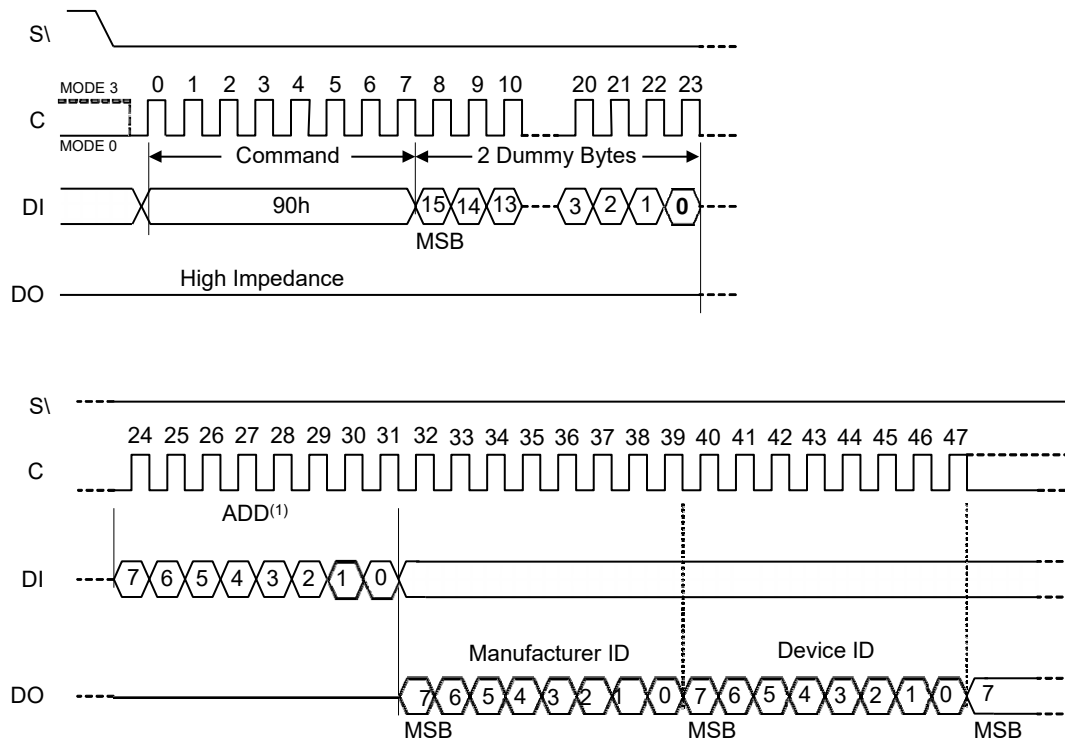 S\
MODE 3
0 1 2 3 4 5 6 7 8 9 10 20 21 22 23
C
MODE 0
Command 2 Dummy Bytes
DI 90h 15 14 13 3 2 1 0
MSB
High Impedance
DO
S\
24 25 26 27 28 29 30 31 32 33 34 35 36 37 38 39 40 41 42 43 44 45 46 47
C
ADD(1)
DI 7 6 5 4 3 2 1 0
Manufacturer ID Device ID
DO 7 6 5 4 3 2 1 0 7 6 5 4 3 2 1 0 7
MSB MSB MSB